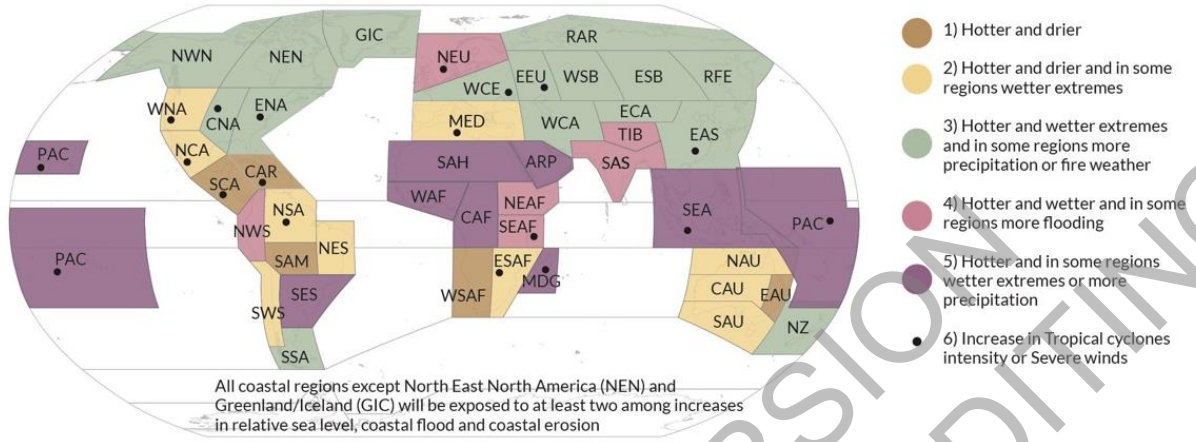 GIC
RAR
NWN
NEN
NEU
WSB
ESB
RFE
EEU
WCE
WNA
CNA
ENA
MED
WCA
ECA
TIB
EAS
PAC
NCA
CAR
SCA
SAH
ARP
SAS
WAF
CAF
NEAF
SEAF
SEA
PAC
NSA
NWS
NES
SAM
PAC
SES
SWS
SSA
ESAF
WSAF
MDG
NAU
CAU
EAU
SAU
NZ
1) Hotter and drier
2) Hotter and drier and in some
regions wetter extremes
3) Hotter and wetter extremes
and in some regions more
precipitation or fire weather
4) Hotter and wetter and in some
regions more flooding
5) Hotter and in some regions
wetter extremes or more
precipitation
6) Increase in Tropical cyclones
intensity or Severe winds
All coastal regions except North East North America (NEN) and
Greenland/Iceland (GIC) will be exposed to at least two among increases
in relative sea level, coastal flood and coastal erosion